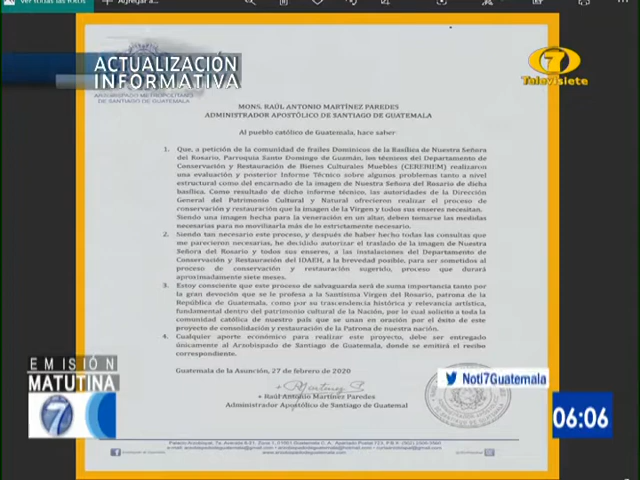 Ver todas las fotos
+ Agregar a...
ACTUALIZACIÓN
INFORMATIVA
7
Televisiete
ARZOBISPADO METROPOLITANO
DE SANTIAGO DE GUATEMALA
MONS. RAÚL ANTONIO MARTÍNEZ PAREDES
ADMINISTRADOR APOSTÓLICO DE SANTIAGO DE GUATEMALA
Al pueblo católico de Guatemala, hace saber
1. Que, a petición de la comunidad de frailes Dominicos de la Basílica de Nuestra Señora
del Rosario, Parroquia Santo Domingo de Guzmán, los técnicos del Departamento de
Conservación y Restauración de Bienes Culturales Muebles (CEREBIEM) realizaron
una evaluación y posterior Informe Técnico sobre algunos problemas tanto a nivel
estructural como del encarnado de la imagen de Nuestra Señora del Rosario de dicha
basílica. Como resultado de dicho informe técnico, las autoridades de la Dirección
General del Patrimonio Cultural y Natural ofrecieron realizar el proceso de
conservación y restauración que la imagen de la Virgen y todos sus enseres necesitan.
Siendo una imagen hecha para la veneración en un altar, deben tomarse las medidas
necesarias para no movilizarla más de lo estrictamente necesario.
2. Siendo tan necesario este proceso, y después de haber hecho todas las consultas que
me parecieron necesarias, he decidido autorizar el traslado de la imagen de Nuestra
Señora del Rosario y todos sus enseres, a las instalaciones del Departamento de
Conservación y Restauración del IDAEH, a la brevedad posible, para ser sometidos al
proceso de conservación y restauración sugerido, proceso que durará
aproximadamente siete meses.
3. Estoy consciente que este proceso de salvaguarda será de suma importancia tanto por
la gran devoción que se le profesa a la Santísima Virgen del Rosario, patrona de la
República de Guatemala, como por su trascendencia histórica y relevancia artística,
fundamental dentro del patrimonio cultural de la Nación, por lo cual solicito a toda la
comunidad católica de nuestro país que se unan en oración por el éxito de este
proyecto de consolidación y restauración de la Patrona de nuestra nación.
4. Cualquier aporte económico para realizar este proyecto, debe ser entregado
únicamente al Arzobispado de Santiago de Guatemala, donde se emitirá el recibo
correspondiente.
Guatemala de la Asunción, 27 de febrero de 2020
+ Raúl Antonio Martínez Paredes
Administrador Apostólico de Santiago de Guatemal
EMISIÓN
MATUTINA
7
Noti7Guatemala
06:06